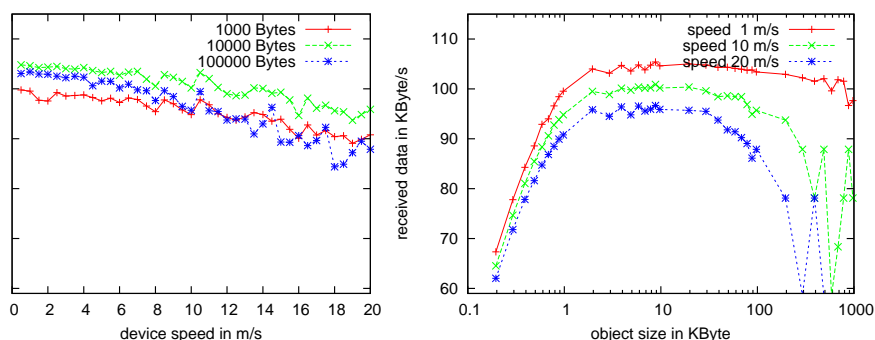 1000 Bytes
10000 Bytes
100000 Bytes
0 2 4 6 8 10 12 14 16 18 20
device speed in m/s
received data in KByte/s
110
100
90
80
70
60
speed 1 m/s
speed 10 m/s
speed 20 m/s
0.1 1 10 100 1000
object size in KByte